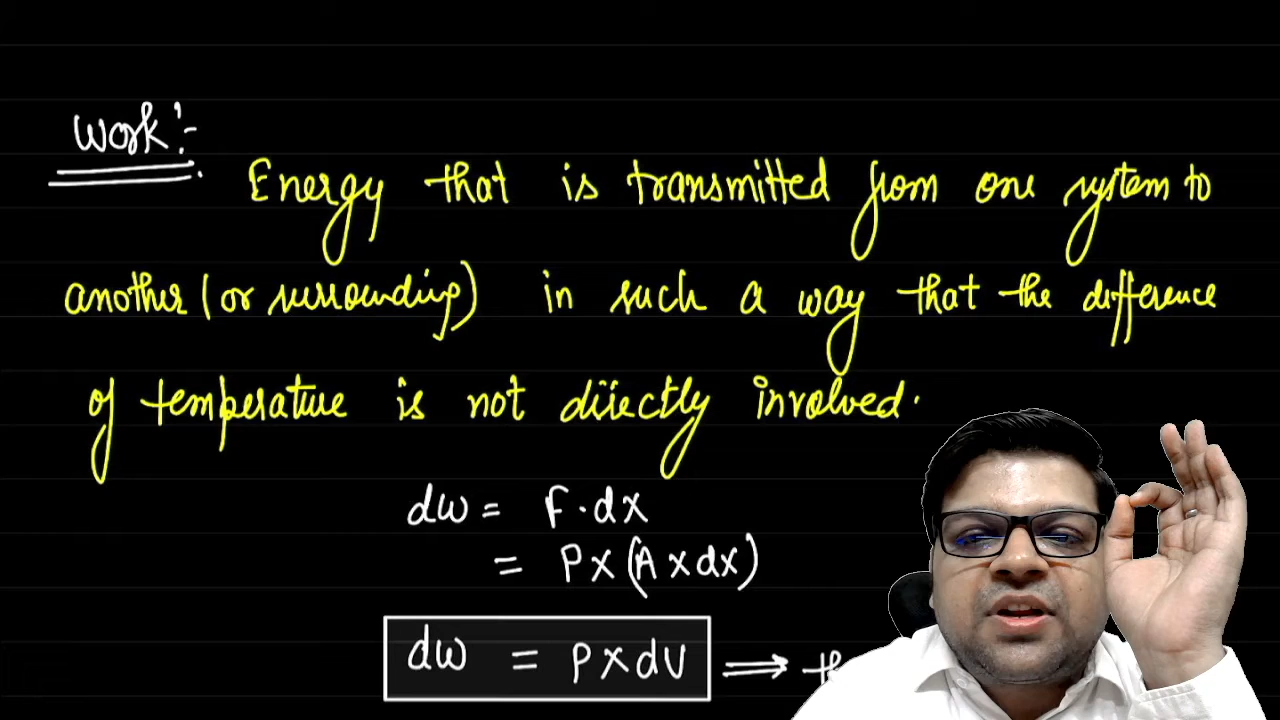 Work:-
Energy that is transmitted from one system to
another (or surrounding) in such a way that the difference
of temperature is not directly involved.
dw = F·dx
= P×(A×dx)
dw = P×dV ⟹